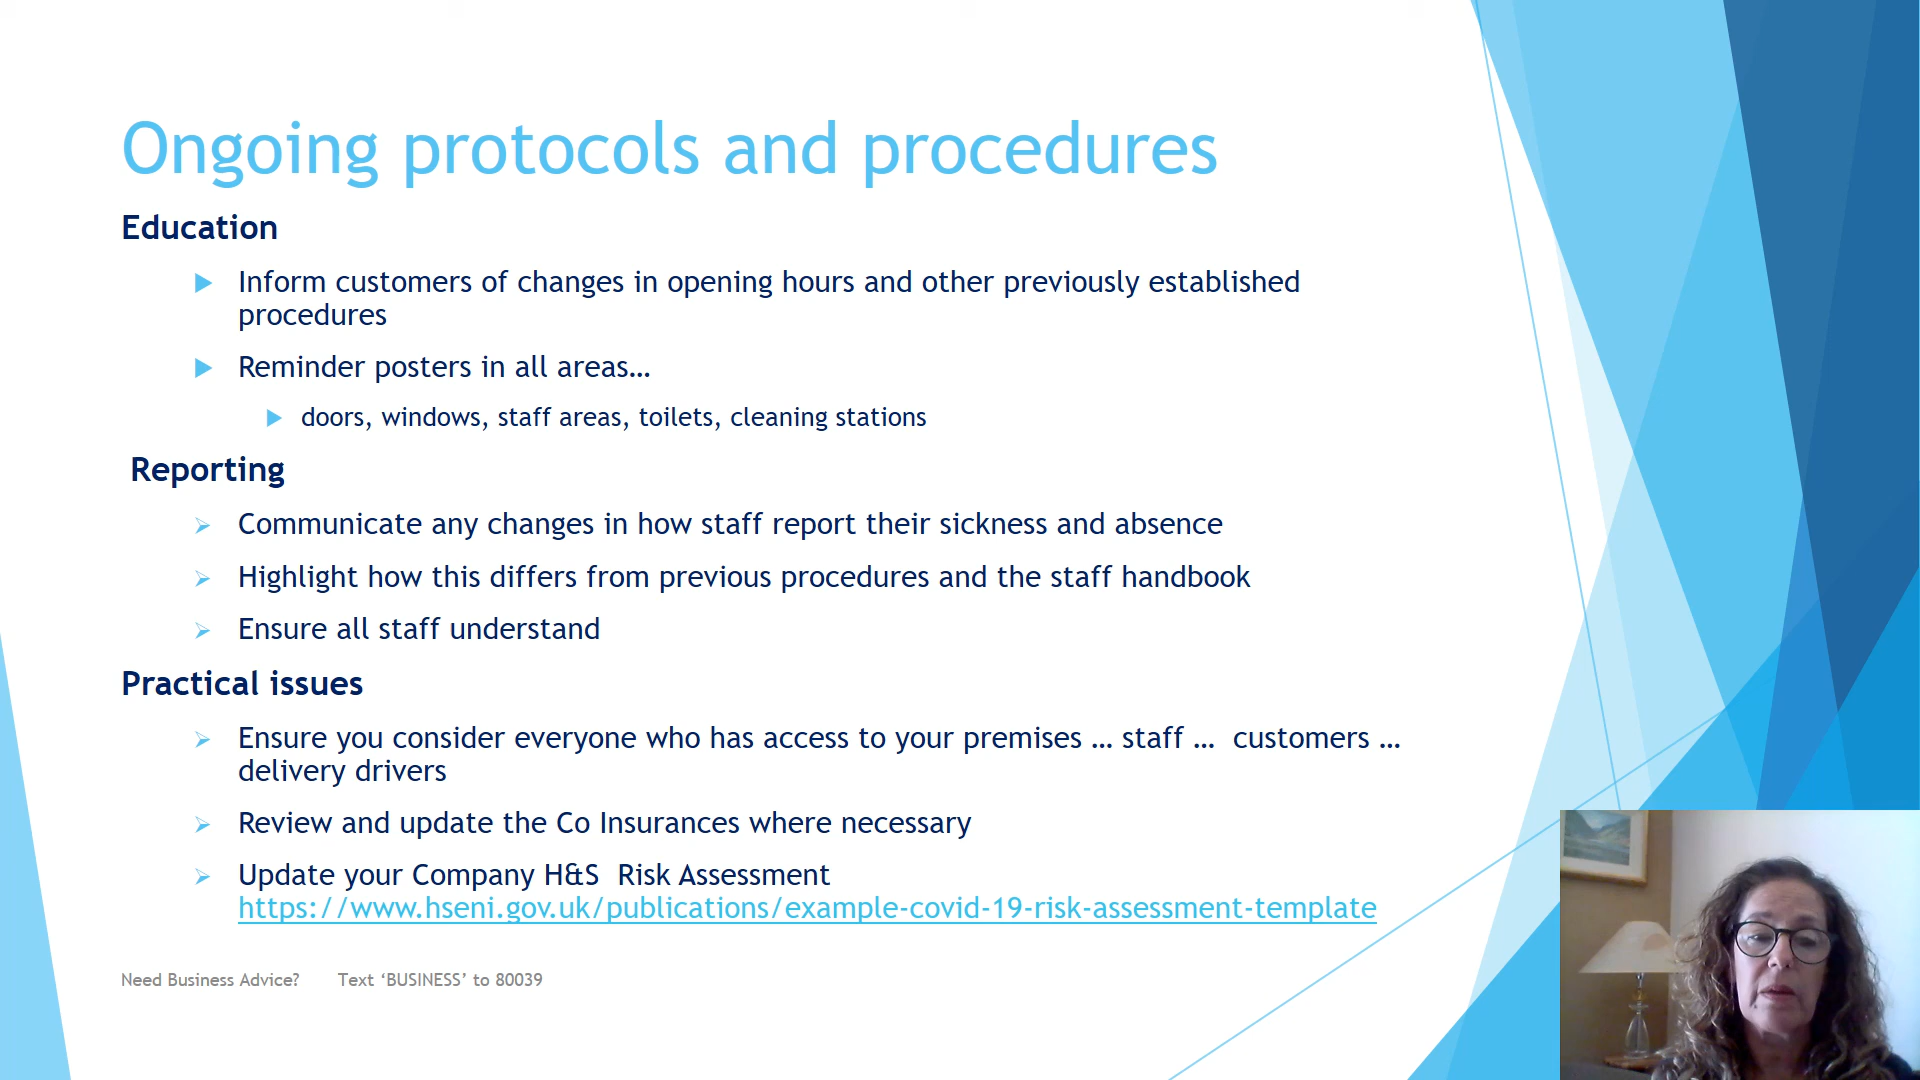 Ongoing protocols and procedures
Education
Inform customers of changes in opening hours and other previously established
procedures
Reminder posters in all areas…
doors, windows, staff areas, toilets, cleaning stations
Reporting
Communicate any changes in how staff report their sickness and absence
Highlight how this differs from previous procedures and the staff handbook
Ensure all staff understand
Practical issues
Ensure you consider everyone who has access to your premises … staff … customers …
delivery drivers
Review and update the Co Insurances where necessary
Update your Company H&S Risk Assessment
https://www.hseni.gov.uk/publications/example-covid-19-risk-assessment-template
Need Business Advice? Text ‘BUSINESS’ to 80039